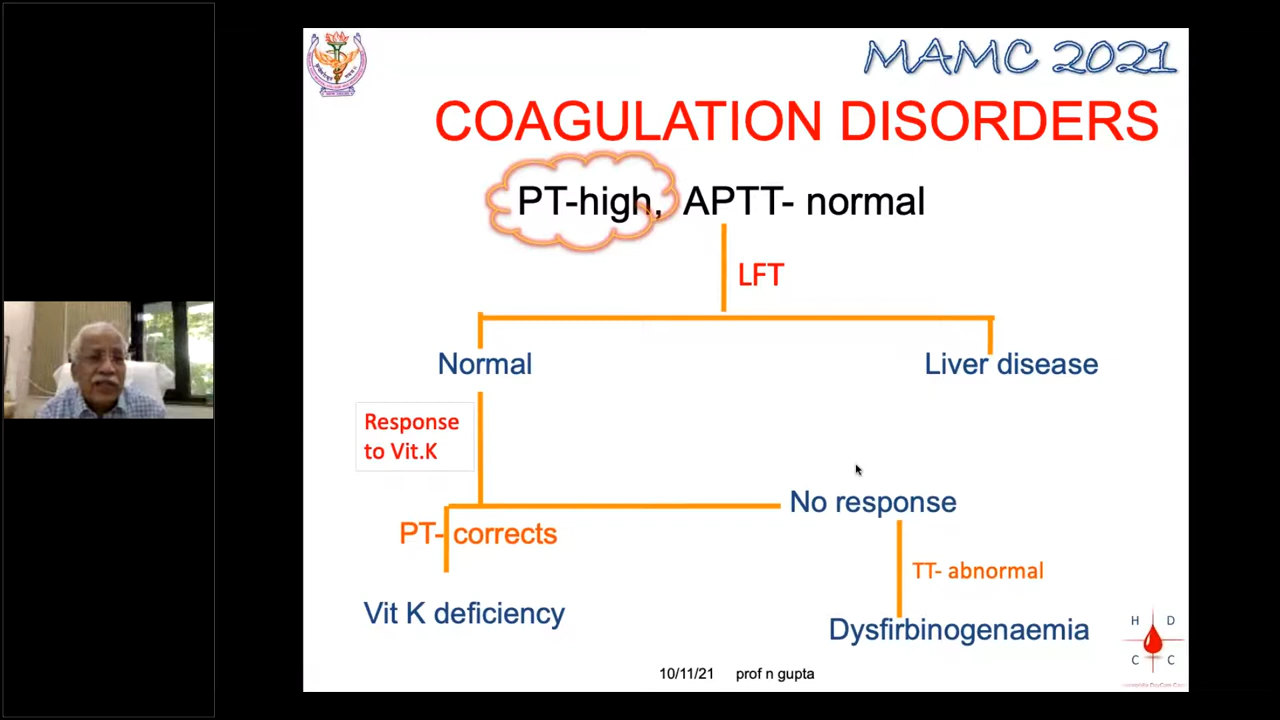 MAMC 2021
COAGULATION DISORDERS
PT-high, APTT- normal
LFT
Normal
Liver disease
Response
to Vit.K
No response
PT- corrects
TT- abnormal
Vit K deficiency
Dysfirbinogenaemia
H D
C C
10/11/21 prof n gupta